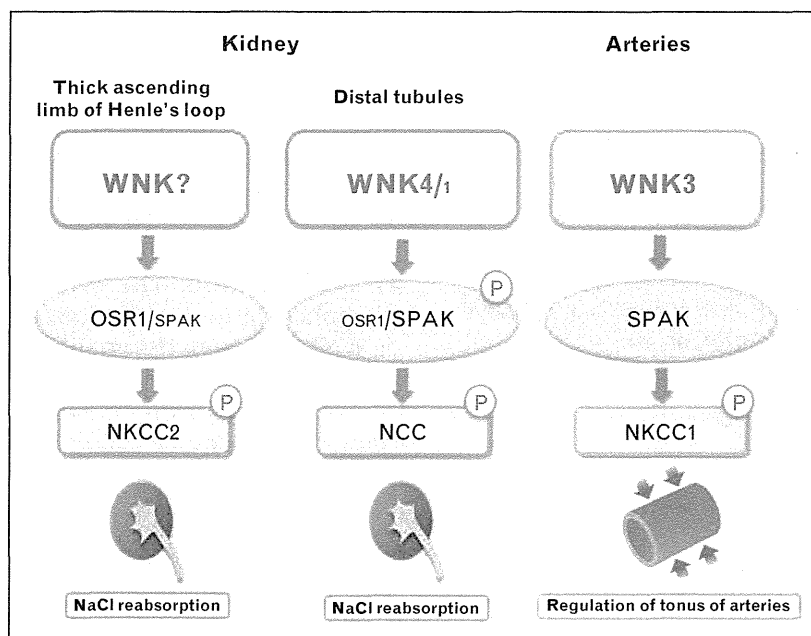 Kidney
Arteries
Thick ascending
limb of Henle's loop
Distal tubules
WNK?
WNK4/1
WNK3
P
OSR1/SPAK
OSR1/SPAK
SPAK
P
P
P
NKCC2
NCC
NKCC1
NaCl reabsorption
NaCl reabsorption
Regulation of tonus of arteries